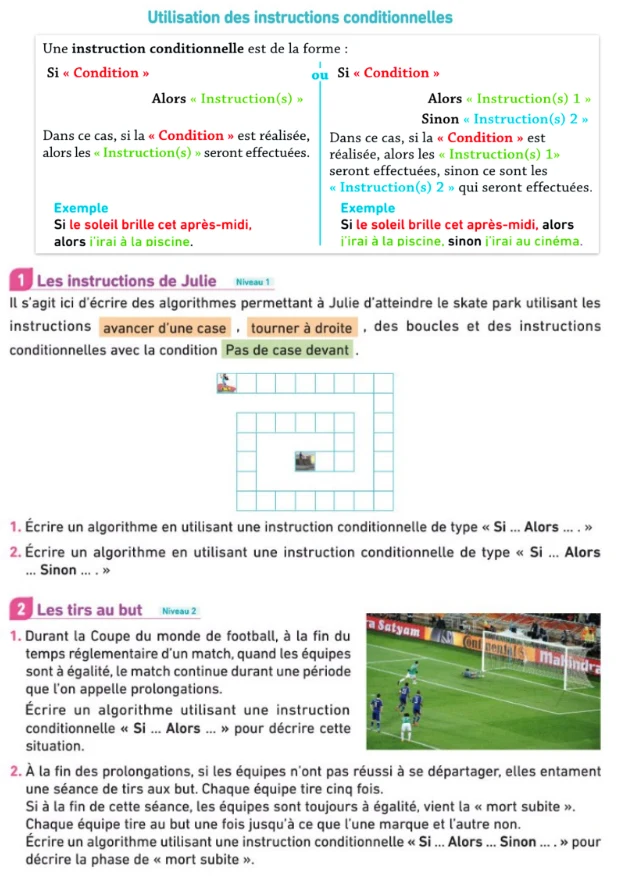 Utilisation des instructions conditionnelles
Une instruction conditionnelle est de la forme :
Si « Condition »
Alors « Instruction(s) »
Dans ce cas, si la « Condition » est réalisée,
alors les « Instruction(s) » seront effectuées.
Exemple
Si le soleil brille cet après-midi,
alors j'irai à la piscine.
ou
Si « Condition »
Alors « Instruction(s) 1 »
Sinon « Instruction(s) 2 »
Dans ce cas, si la « Condition » est
réalisée, alors les « Instruction(s) 1»
seront effectuées, sinon ce sont les
« Instruction(s) 2 » qui seront effectuées.
Exemple
Si le soleil brille cet après-midi, alors
j'irai à la piscine, sinon j'irai au cinéma.
1 Les instructions de Julie Niveau 1
Il s'agit ici d'écrire des algorithmes permettant à Julie d'atteindre le skate park utilisant les
instructions avancer d'une case , tourner à droite , des boucles et des instructions
conditionnelles avec la condition Pas de case devant .
1. Écrire un algorithme en utilisant une instruction conditionnelle de type « Si ... Alors ... . »
2. Écrire un algorithme en utilisant une instruction conditionnelle de type « Si ... Alors
... Sinon ... . »
2 Les tirs au but Niveau 2
1. Durant la Coupe du monde de football, à la fin du
temps réglementaire d'un match, quand les équipes
sont à égalité, le match continue durant une période
que l'on appelle prolongations.
Écrire un algorithme utilisant une instruction
conditionnelle « Si ... Alors ... » pour décrire cette
situation.
a Satyam
Continental
Mahindra
2. À la fin des prolongations, si les équipes n'ont pas réussi à se départager, elles entament
une séance de tirs aux but. Chaque équipe tire cinq fois.
Si à la fin de cette séance, les équipes sont toujours à égalité, vient la « mort subite ».
Chaque équipe tire au but une fois jusqu'à ce que l'une marque et l'autre non.
Écrire un algorithme utilisant une instruction conditionnelle « Si ... Alors ... Sinon ... . » pour
décrire la phase de « mort subite ».